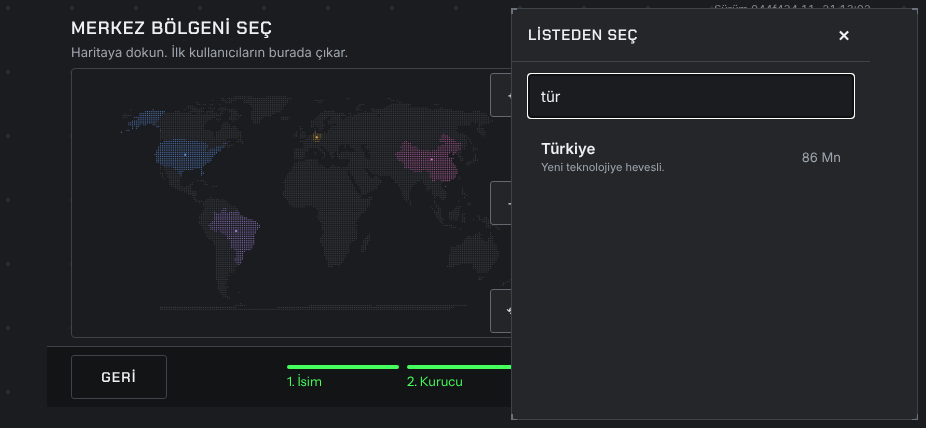 MERKEZ BÖLGENİ SEÇ
Haritaya dokun. İlk kullanıcıların burada çıkar.
LİSTEDEN SEÇ
tür
Türkiye
86 Mn
Yeni teknolojiye hevesli.
GERİ
1. İsim
2. Kurucu